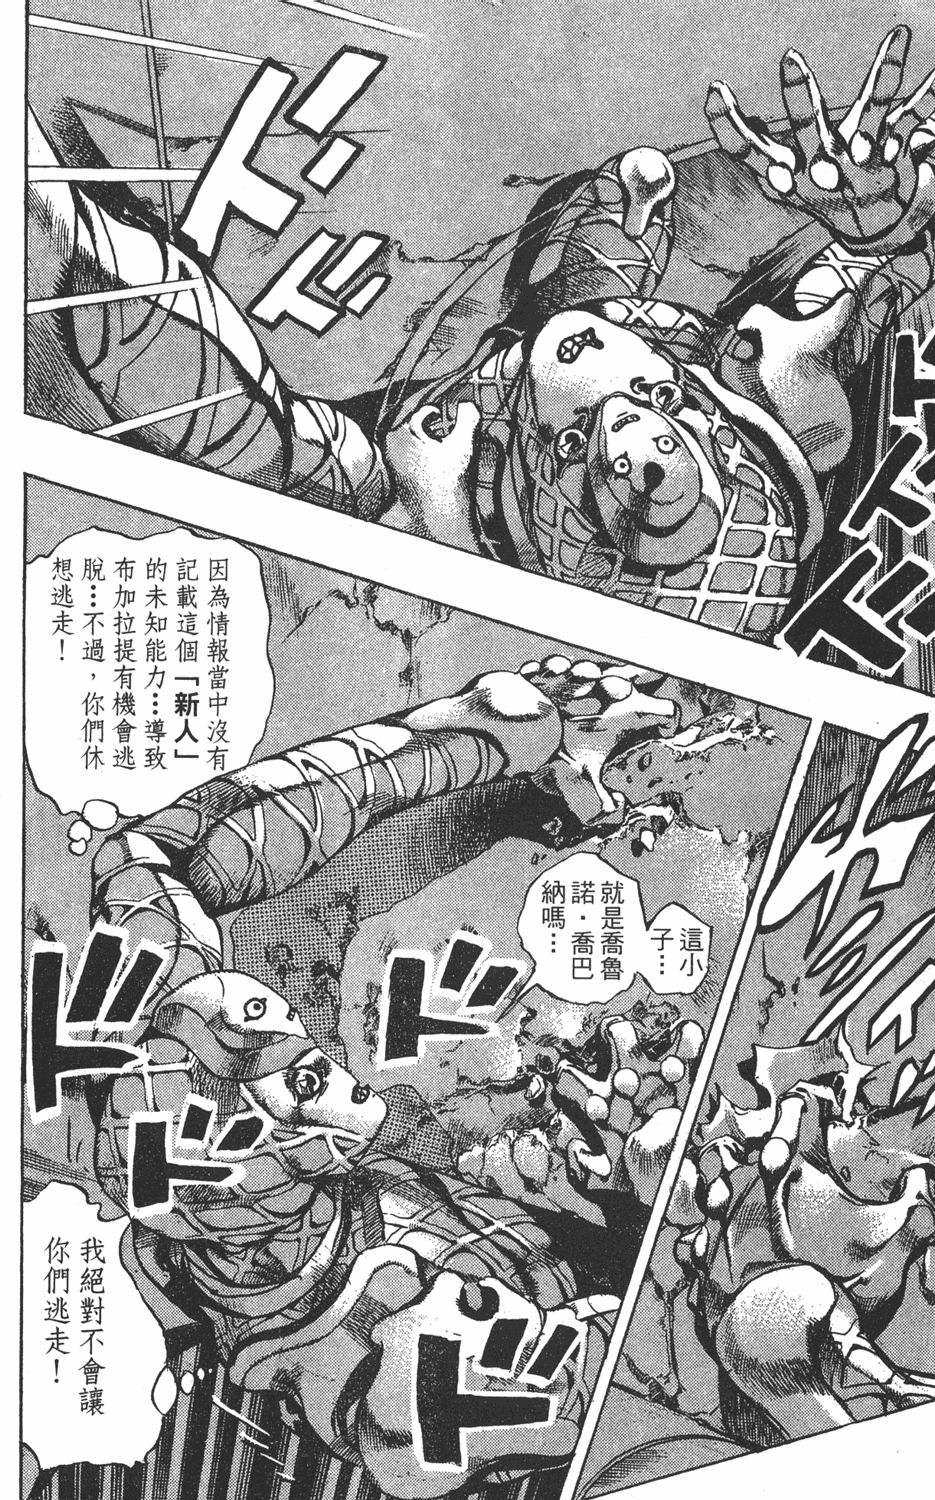 ドド
ドドド
這小
子…
就是喬魯
諾・喬巴
納嗎…
因為情報當中沒有
記載這個「新人」
的未知能力…導致
布加拉提有機會逃
脫…不過，你們休
想逃走！
ド
ド
ド
ド
我絕對不會讓
你們逃走！